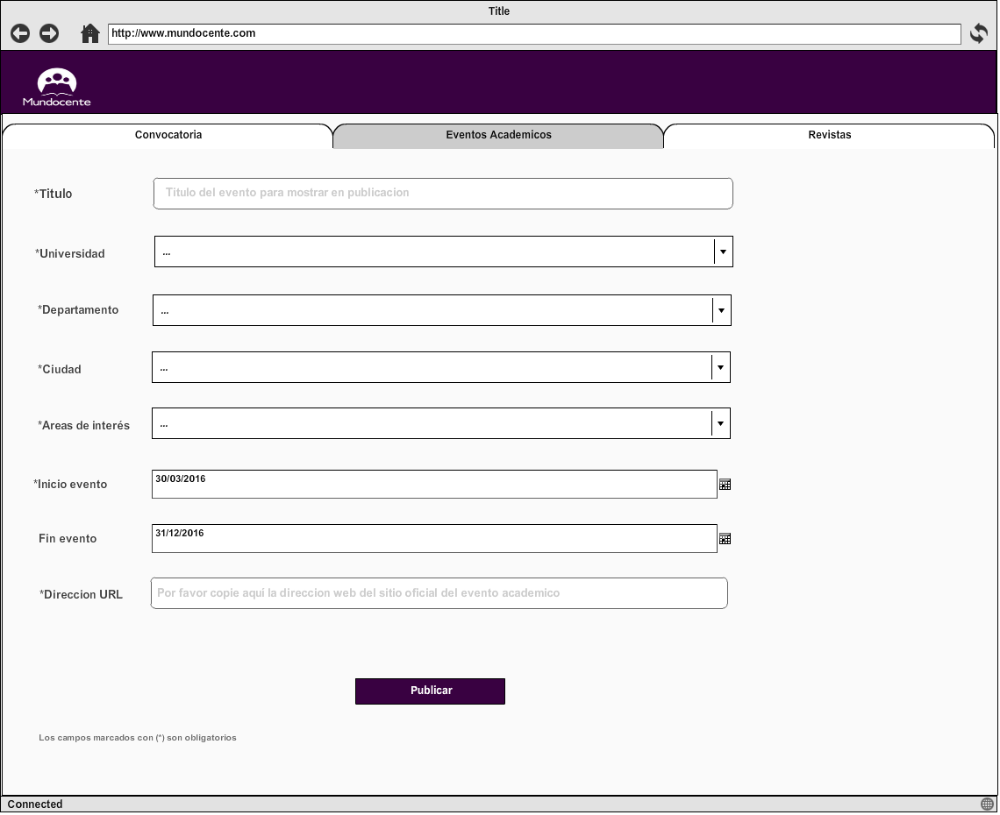 Title
http://www.mundocente.com
Mundocente
Convocatoria
Eventos Academicos
Revistas
*Titulo
Titulo del evento para mostrar en publicacion
*Universidad
...
*Departamento
...
*Ciudad
...
*Areas de interés
...
*Inicio evento
30/03/2016
Fin evento
31/12/2016
*Direccion URL
Por favor copie aquí la direccion web del sitio oficial del evento academico
Publicar
Los campos marcados con (*) son obligatorios
Connected